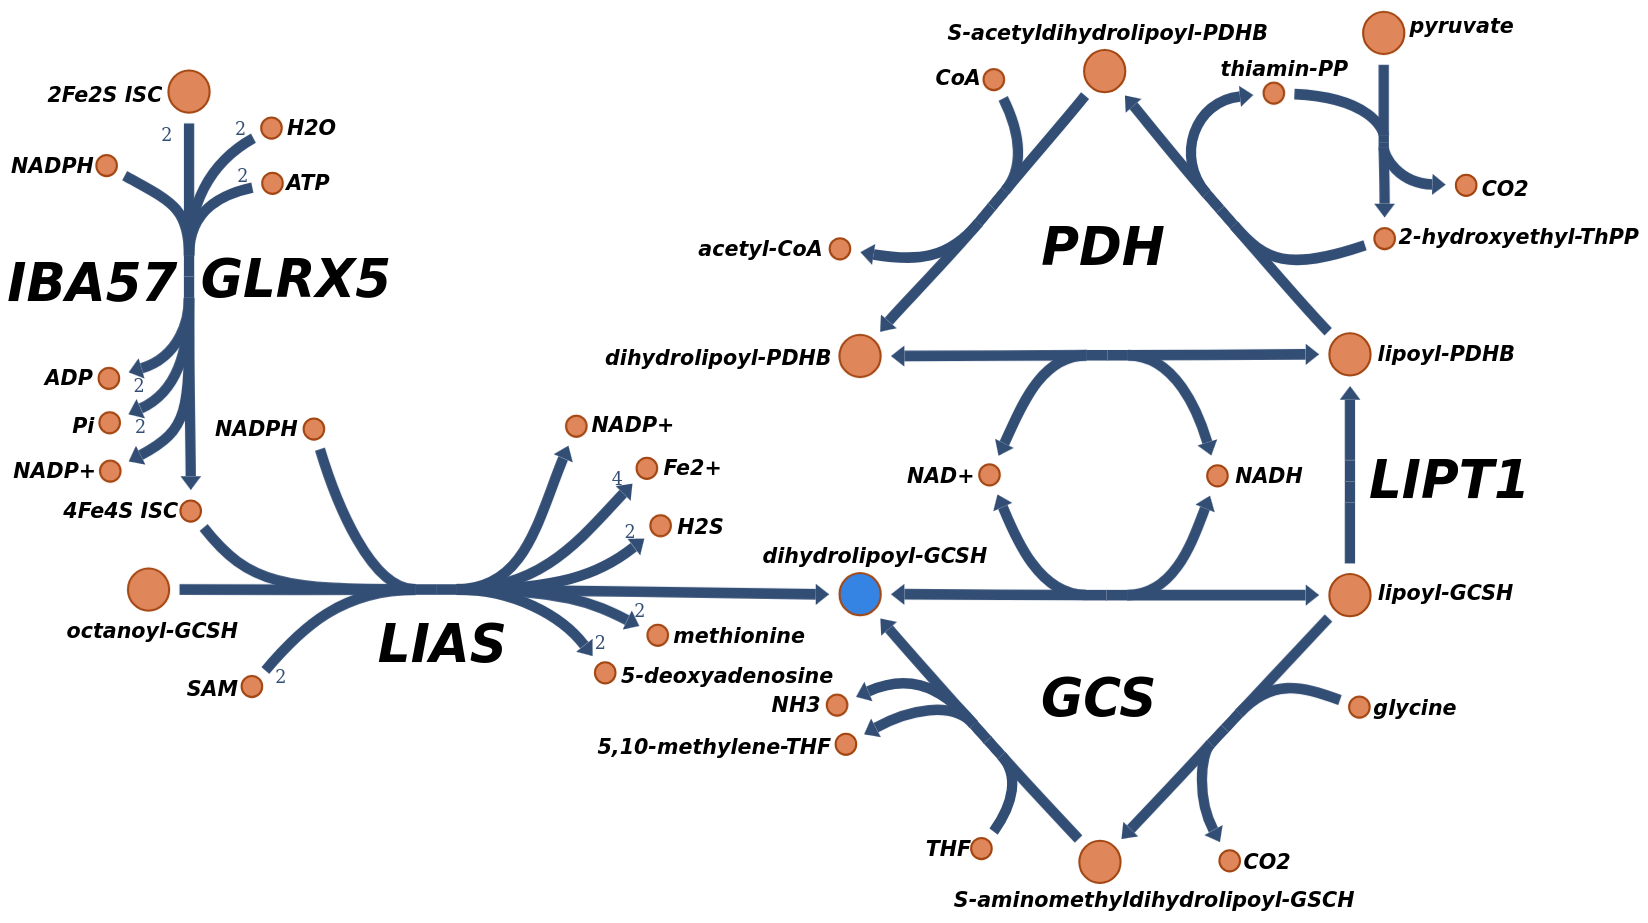 S-acetyldihydrolipoyl-PDHB
pyruvate
CoA
thiamin-PP
2Fe2S ISC
2
2
H2O
NADPH
2
ATP
CO2
acetyl-CoA
PDH
2-hydroxyethyl-ThPP
IBA57
GLRX5
dihydrolipoyl-PDHB
lipoyl-PDHB
ADP
2
Pi
2
NADPH
NADP+
NADP+
4
Fe2+
NAD+
NADH
LIPT1
4Fe4S ISC
2
H2S
dihydrolipoyl-GCSH
lipoyl-GCSH
octanoyl-GCSH
LIAS
2
methionine
2
SAM
2
5-deoxyadenosine
NH3
GCS
glycine
5,10-methylene-THF
THF
CO2
S-aminomethyldihydrolipoyl-GSCH